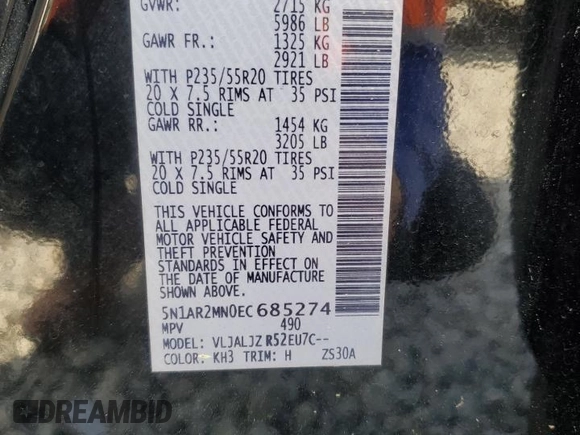 GVWR: 2715 KG
5986 LB
GAWR FR.: 1325 KG
2921 LB
WITH P235/55R20 TIRES
20 X 7.5 RIMS AT 35 PSI
COLD SINGLE
GAWR RR.: 1454 KG
3205 LB
WITH P235/55R20 TIRES
20 X 7.5 RIMS AT 35 PSI
COLD SINGLE
THIS VEHICLE CONFORMS TO
ALL APPLICABLE FEDERAL
MOTOR VEHICLE SAFETY AND
THEFT PREVENTION
STANDARDS IN EFFECT ON
THE DATE OF MANUFACTURE
SHOWN ABOVE.
5N1AR2MN0EC685274
MPV 490
MODEL: VLJALJZ R52EU7C--
COLOR: KH3 TRIM: H ZS30A
DREAMBID